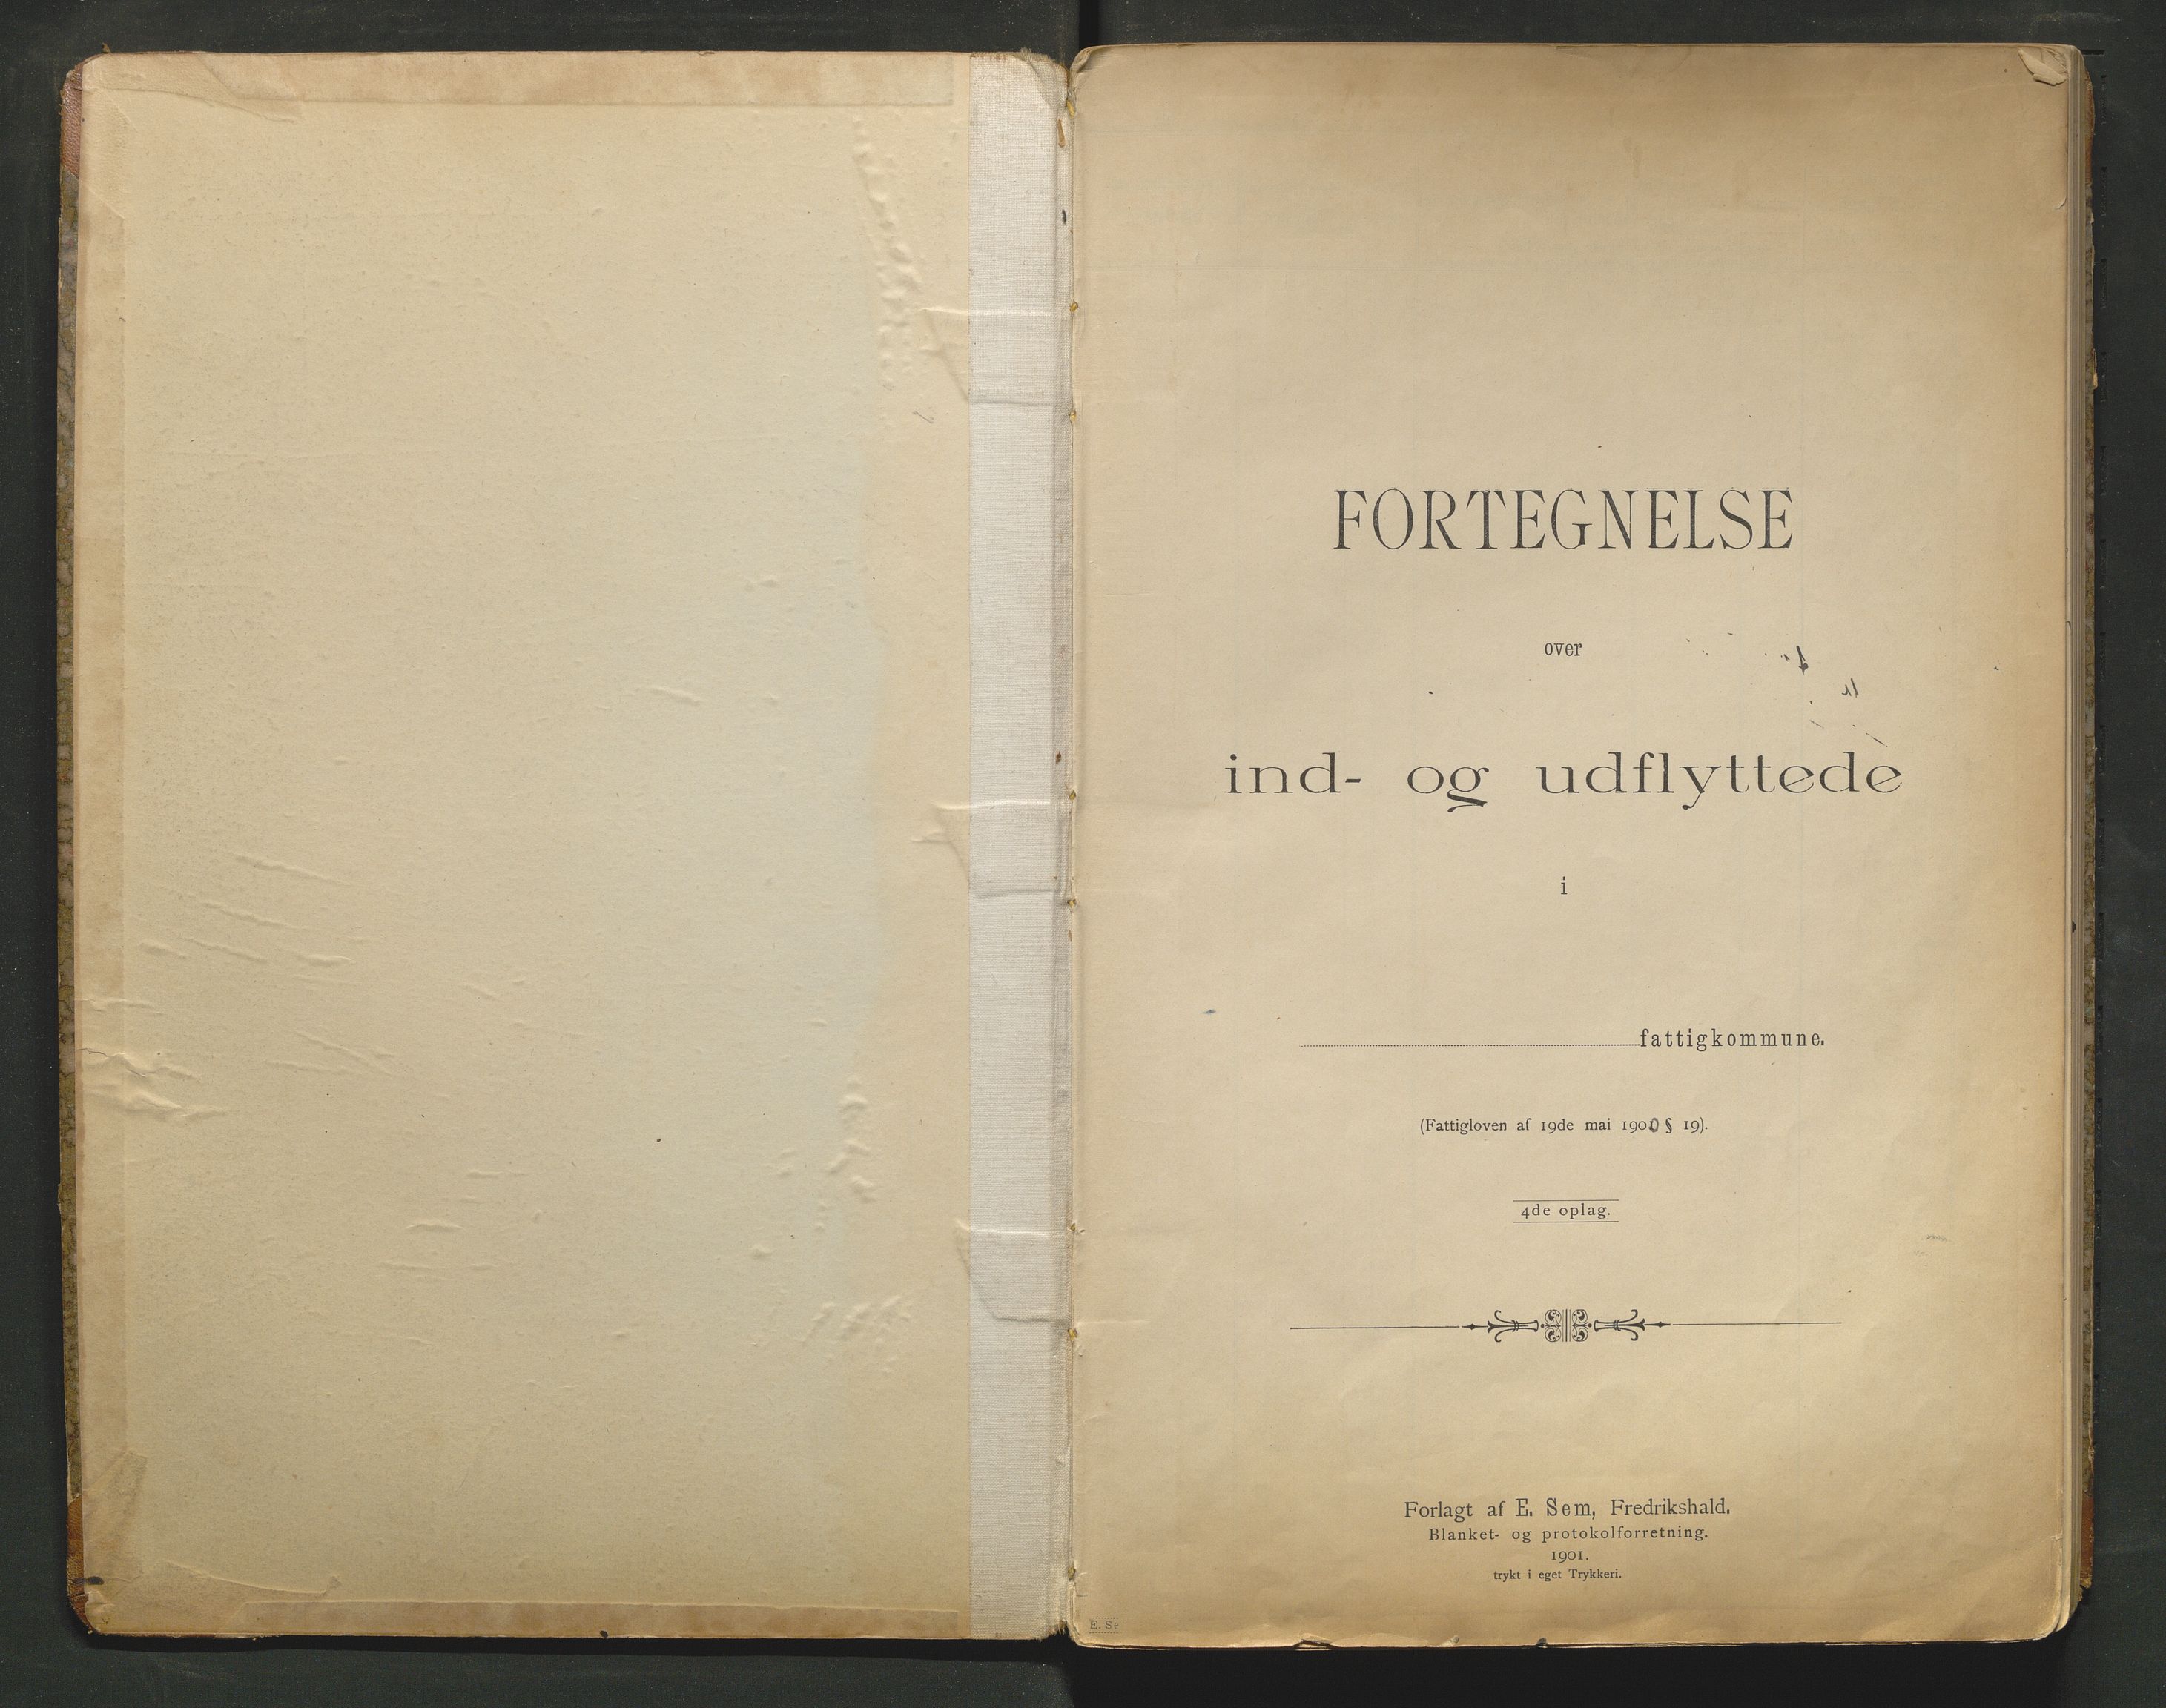 FORTEGNELSE
over
ind- og udflyttede
i
fattigkommune.
(Fattigloven af 19de mai 1900 § 19).
4de oplag.
Forlagt af E. Sem, Fredrikshald.
Blanket- og protokolforretning.
1901.
trykt i eget Trykkeri.
E. Se